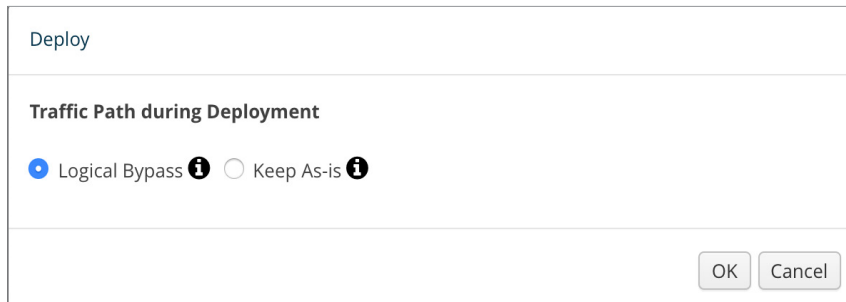 Deploy
Traffic Path during Deployment
Logical Bypass Keep As-is
OK Cancel